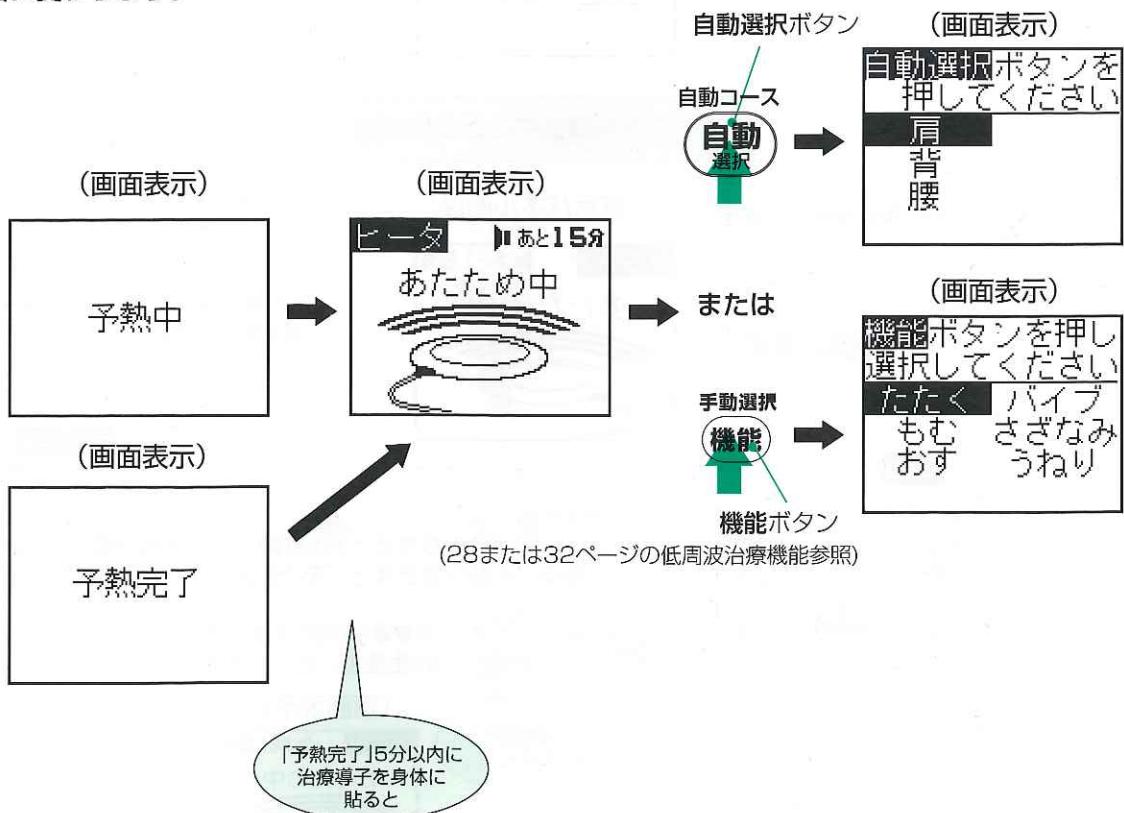 自動選択ボタン
(画面表示)
自動選択ボタンを
押してください
肩
背
腰
自動コース
自動
選択
(画面表示)
予熱中
(画面表示)
ヒータ あと15分
あたため中
または
(画面表示)
機能ボタンを押し
選択してください
たたく バイブ
もむ さざなみ
おす うねり
手動選択
機能
機能ボタン
(28または32ページの低周波治療機能参照)
(画面表示)
予熱完了
「予熱完了」5分以内に
治療導子を身体に
貼ると